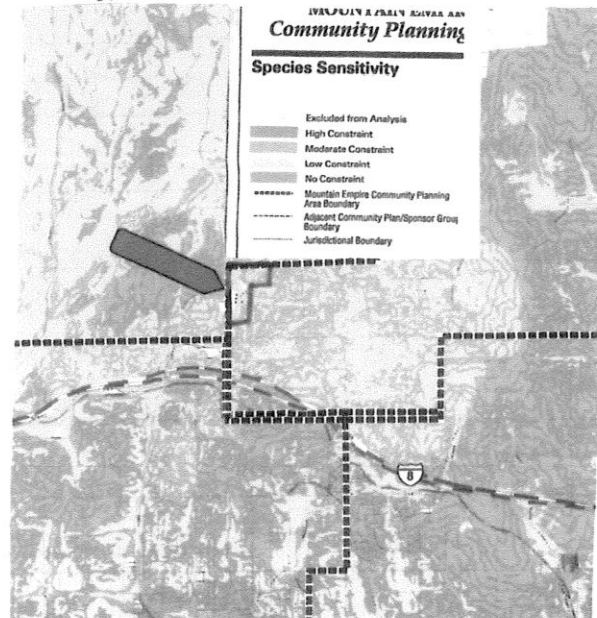 MOUNTAIN
Community Planning
Species Sensitivity
Excluded from Analysis
High Constraint
Moderate Constraint
Low Constraint
No Constraint
Mountain Empire Community Planning
Area Boundary
Adjacent Community Plan/Sponsor Group
Boundary
Jurisdictional Boundary
8